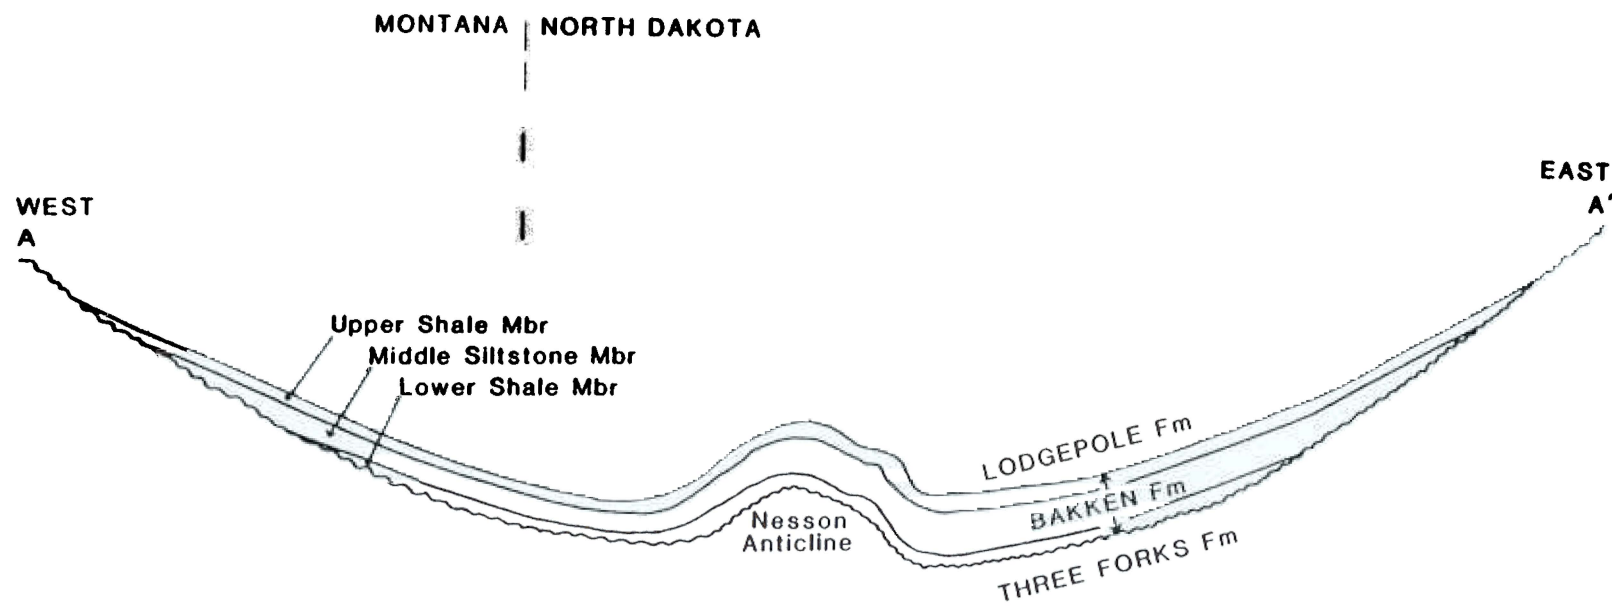 MONTANA NORTH DAKOTA
EAST
A'
WEST
A
Upper Shale Mbr
Middle Siltstone Mbr
Lower Shale Mbr
LODGEPOLE Fm
BAKKEN Fm
Nesson
Anticline
THREE FORKS Fm